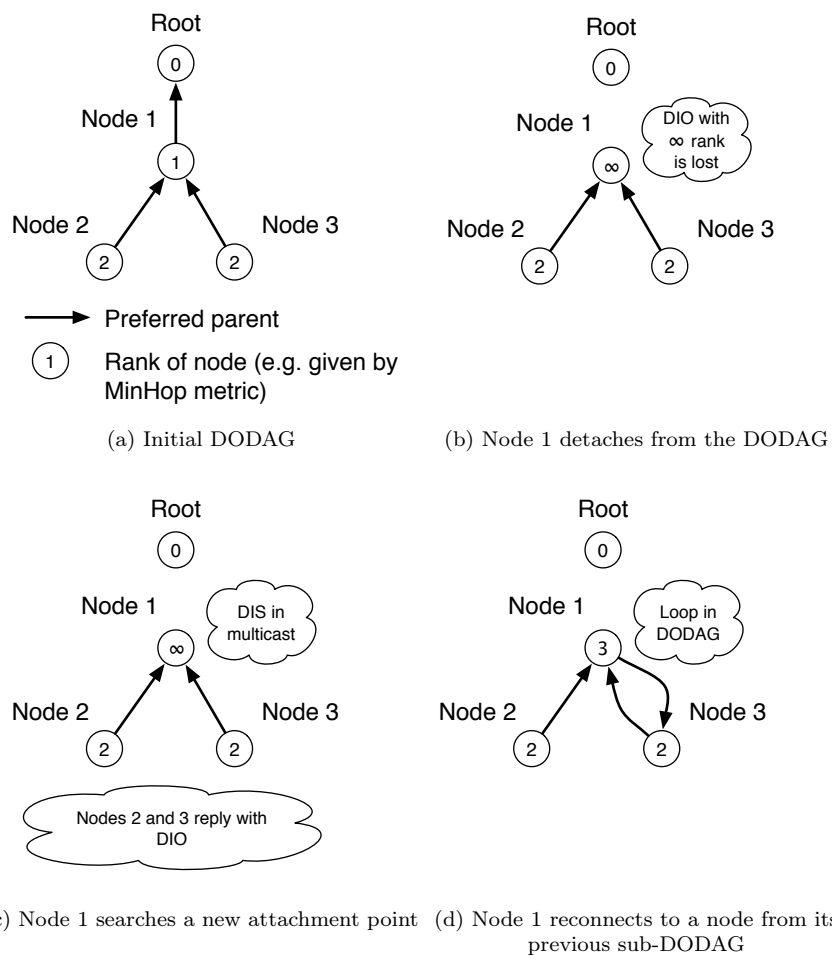 Root
0
Node 1
1
Node 2
Node 3
2
2
Preferred parent
1
Rank of node (e.g. given by
MinHop metric)
(a) Initial DODAG
Root
0
Node 1
DIO with
∞ rank
is lost
∞
Node 2
Node 3
2
2
(b) Node 1 detaches from the DODAG
Root
0
Node 1
DIS in
multicast
∞
Node 2
Node 3
2
2
Nodes 2 and 3 reply with
DIO
) Node 1 searches a new attachment point
Root
0
Node 1
Loop in
DODAG
3
Node 2
Node 3
2
2
(d) Node 1 reconnects to a node from its
previous sub-DODAG